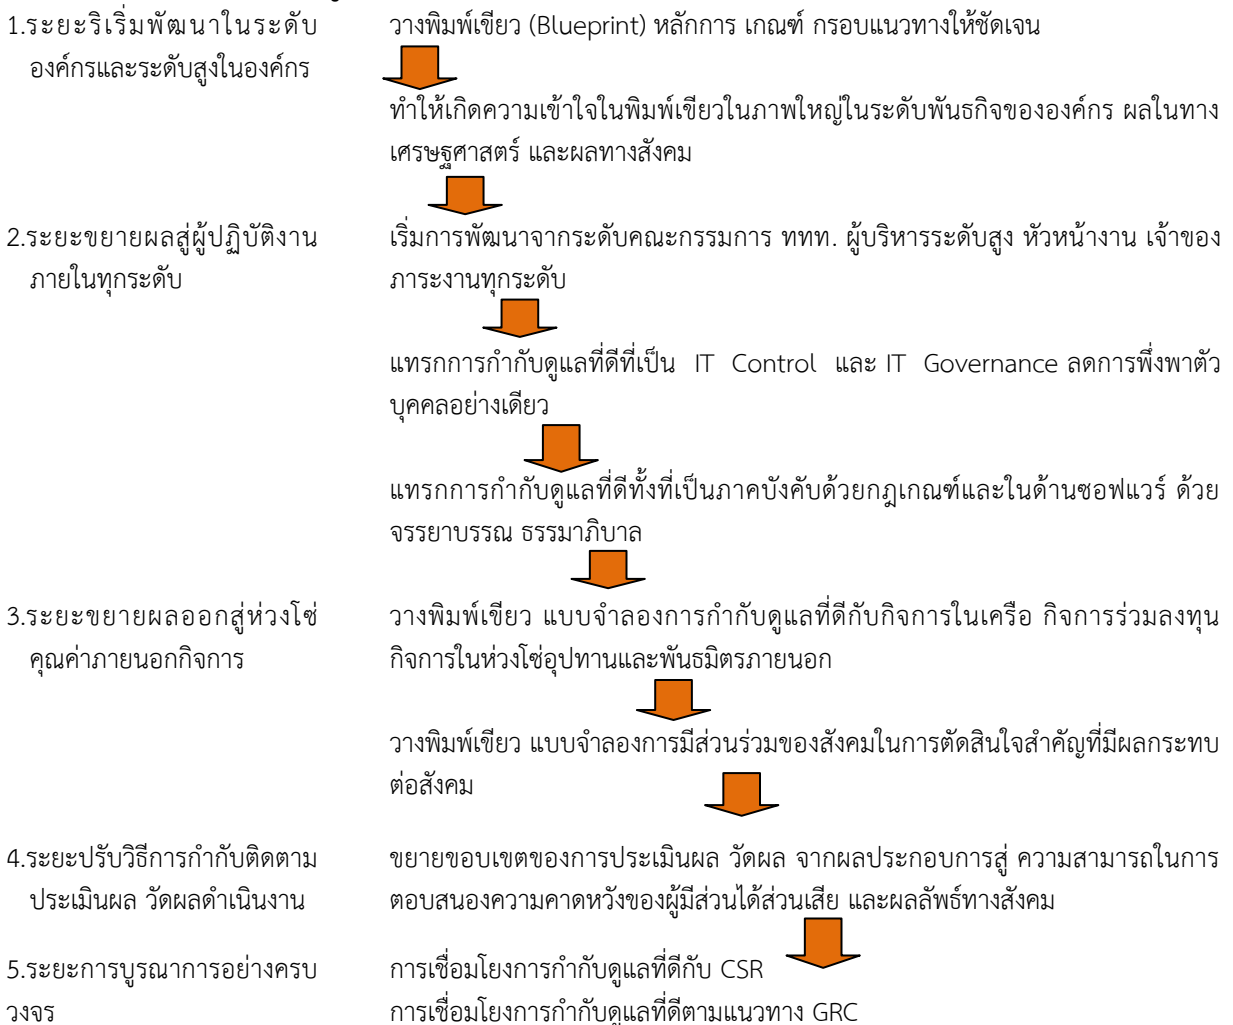 1.ระยะริเริ่มพัฒนาในระดับ
องค์กรและระดับสูงในองค์กร
วางพิมพ์เขียว (Blueprint) หลักการ เกณฑ์ กรอบแนวทางให้ชัดเจน
ทำให้เกิดความเข้าใจในพิมพ์เขียวในภาพใหญ่ในระดับพันธกิจขององค์กร ผลในทาง
เศรษฐศาสตร์ และผลทางสังคม
2.ระยะขยายผลสู่ผู้ปฏิบัติงาน
ภายในทุกระดับ
เริ่มการพัฒนาจากระดับคณะกรรมการ ททท. ผู้บริหารระดับสูง หัวหน้างาน เจ้าของ
ภาระงานทุกระดับ
แทรกการกำกับดูแลที่ดีที่เป็น IT Control และ IT Governance ลดการพึ่งพาตัว
บุคคลอย่างเดียว
แทรกการกำกับดูแลที่ดีทั้งที่เป็นภาคบังคับด้วยกฎเกณฑ์และในด้านซอฟแวร์ ด้วย
จรรยาบรรณ ธรรมาภิบาล
3.ระยะขยายผลออกสู่ห่วงโซ่
คุณค่าภายนอกกิจการ
วางพิมพ์เขียว แบบจำลองการกำกับดูแลที่ดีกับกิจการในเครือ กิจการร่วมลงทุน
กิจการในห่วงโซ่อุปทานและพันธมิตรภายนอก
วางพิมพ์เขียว แบบจำลองการมีส่วนร่วมของสังคมในการตัดสินใจสำคัญที่มีผลกระทบ
ต่อสังคม
4.ระยะปรับวิธีการกำกับติดตาม
ประเมินผล วัดผลดำเนินงาน
ขยายขอบเขตของการประเมินผล วัดผล จากผลประกอบการสู่ ความสามารถในการ
ตอบสนองความคาดหวังของผู้มีส่วนได้ส่วนเสีย และผลลัพธ์ทางสังคม
5.ระยะการบูรณาการอย่างครบ
วงจร
การเชื่อมโยงการกำกับดูแลที่ดีกับ CSR
การเชื่อมโยงการกำกับดูแลที่ดีตามแนวทาง GRC